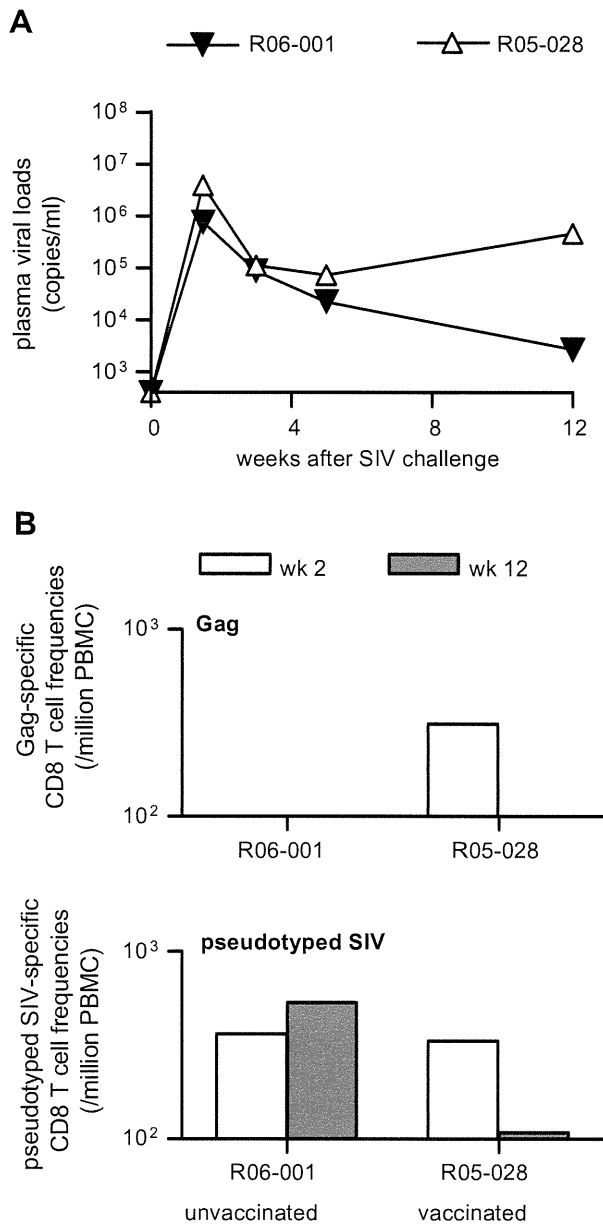 A
R06-001
R05-028
plasma viral loads
(copies/ml)
10^8
10^7
10^6
10^5
10^4
10^3
0
4
8
12
weeks after SIV challenge
B
wk 2
wk 12
Gag-specific
CD8 T cell frequencies
(/million PBMC)
10^3
Gag
10^2
R06-001
R05-028
pseudotyped SIV-specific
CD8 T cell frequencies
(/million PBMC)
10^3
pseudotyped SIV
10^2
R06-001
R05-028
unvaccinated
vaccinated